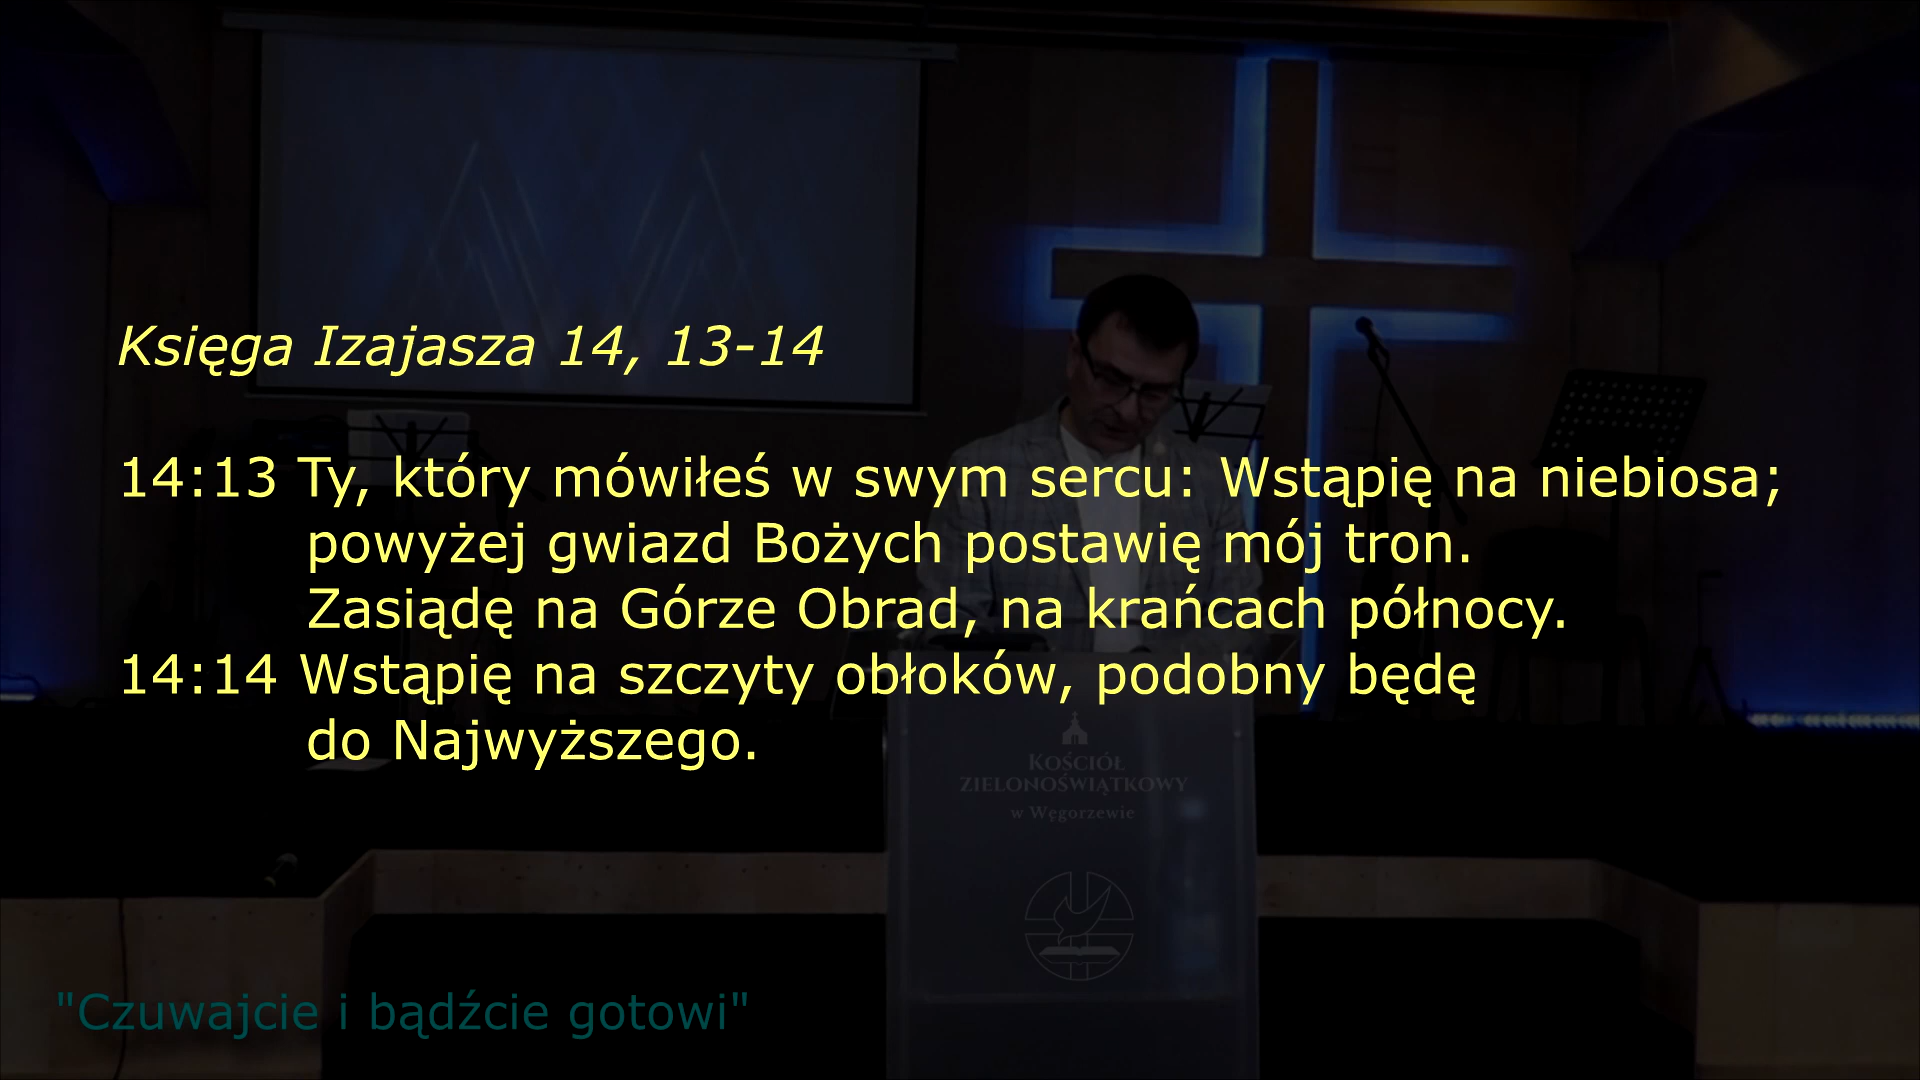 Księga Izajasza 14, 13-14
14:13 Ty, który mówiłeś w swym sercu: Wstąpię na niebiosa;
powyżej gwiazd Bożych postawię mój tron.
Zasiądę na Górze Obrad, na krańcach północy.
14:14 Wstąpię na szczyty obłoków, podobny będę
do Najwyższego.
KOŚCIÓŁ
ZIELONOŚWIĄTKOWY
w Węgorzewie
"Czuwajcie i bądźcie gotowi"